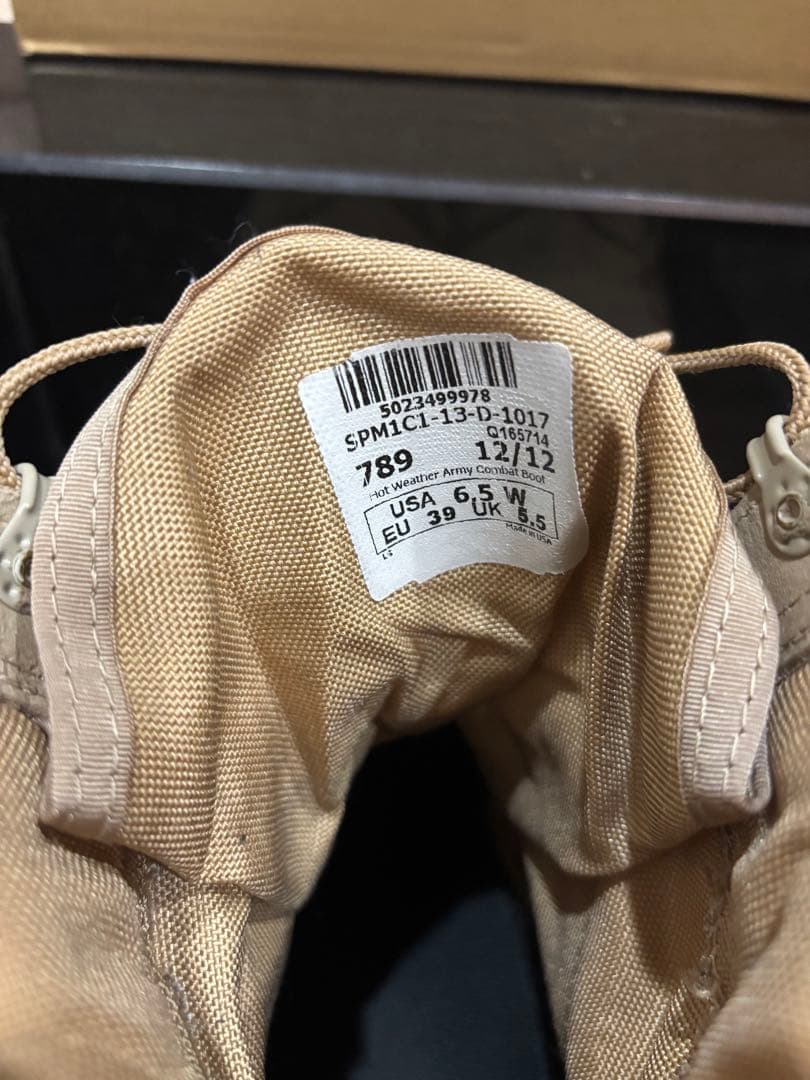 5023499978
SPM1C1-13-D-1017
Q165714
789 12/12
Hot Weather Army Combat Boot
USA 6.5 W
EU 39 UK 5.5
Made in USA